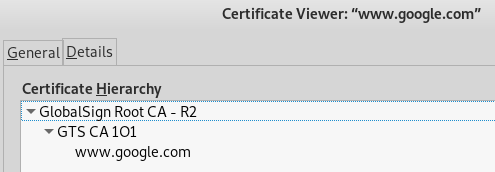 Certificate Viewer: “www.google.com”
General Details
Certificate Hierarchy
GlobalSign Root CA - R2
GTS CA 1O1
www.google.com